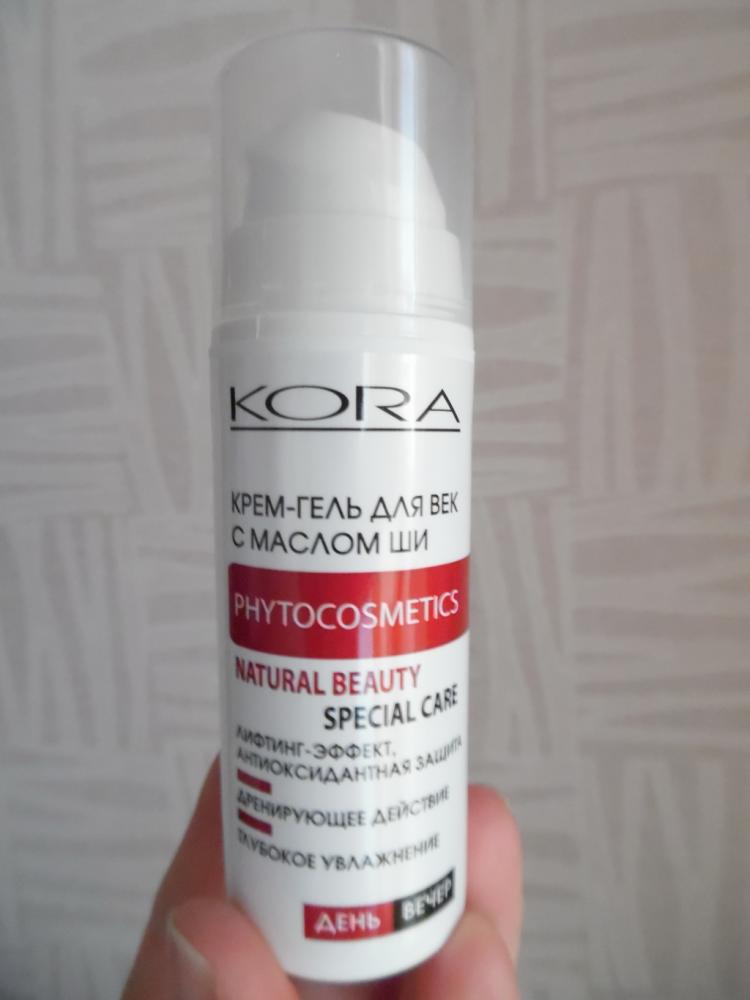 KORA
КРЕМ-ГЕЛЬ ДЛЯ ВЕК
С МАСЛОМ ШИ
PHYTOCOSMETICS
NATURAL BEAUTY
SPECIAL CARE
ЛИФТИНГ-ЭФФЕКТ,
АНТИОКСИДАНТНАЯ ЗАЩИТА
ДРЕНИРУЮЩЕЕ ДЕЙСТВИЕ
ГЛУБОКОЕ УВЛАЖНЕНИЕ
ДЕНЬ ВЕЧЕР